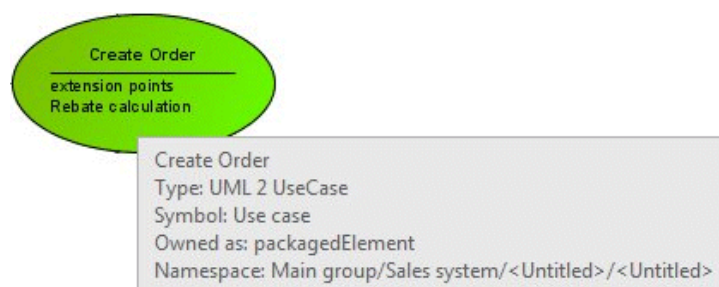 Create Order
extension points
Rebate calculation
Create Order
Type: UML 2 UseCase
Symbol: Use case
Owned as: packagedElement
Namespace: Main group/Sales system/<Untitled>/<Untitled>